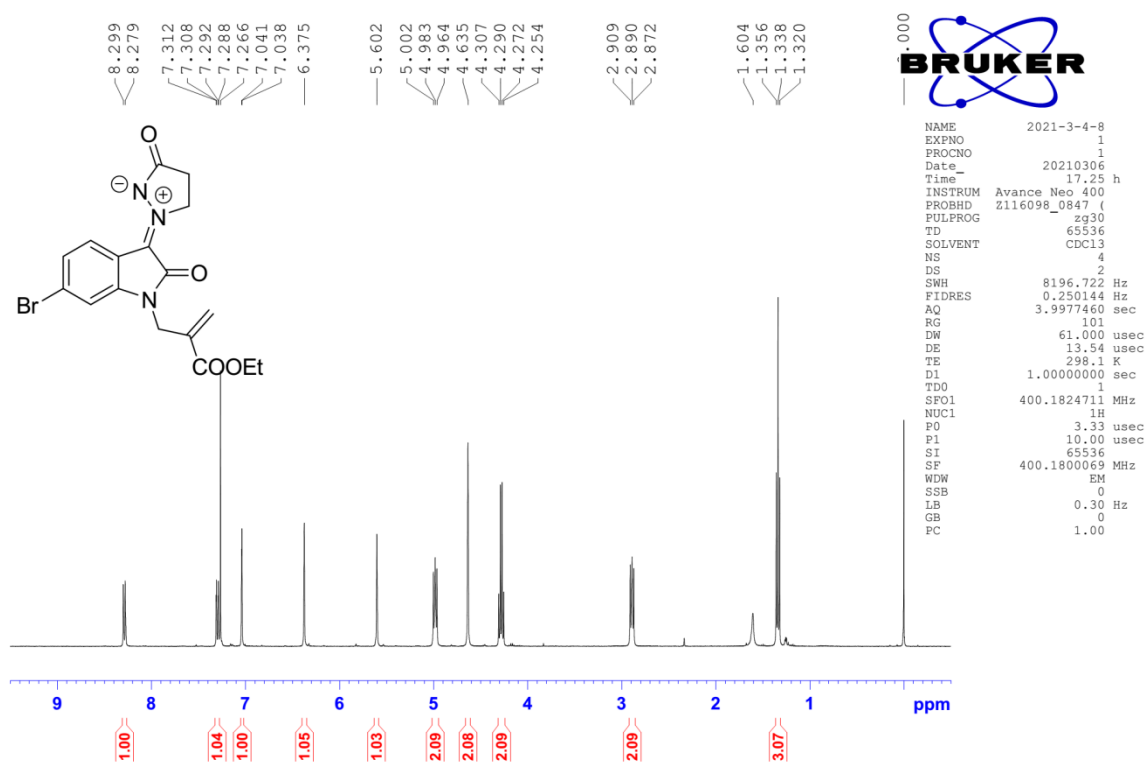 8.299
8.279
7.312
7.308
7.292
7.288
7.266
7.041
7.038
6.375
5.602
5.002
4.983
4.964
4.635
4.307
4.290
4.272
4.254
2.909
2.890
2.872
1.604
1.356
1.338
1.320
.000
BRUKER
NAME 2021-3-4-8
EXPNO 1
PROCNO 1
Date_ 20210306
Time 17.25 h
INSTRUM Avance Neo 400
PROBHD Z116098_0847 (
PULPROG zg30
TD 65536
SOLVENT CDCl3
NS 4
DS 2
SWH 8196.722 Hz
FIDRES 0.250144 Hz
AQ 3.9977460 sec
RG 101
DW 61.000 usec
DE 13.54 usec
TE 298.1 K
D1 1.00000000 sec
TD0 1
SFO1 400.1824711 MHz
NUC1 1H
P0 3.33 usec
P1 10.00 usec
SI 65536
SF 400.1800069 MHz
WDW EM
SSB 0
LB 0.30 Hz
GB 0
PC 1.00
O
N
N
O
Br
N
COOEt
9 8 7 6 5 4 3 2 1 ppm
1.00
1.04
1.00
1.05
1.03
2.09
2.08
2.09
2.09
3.07